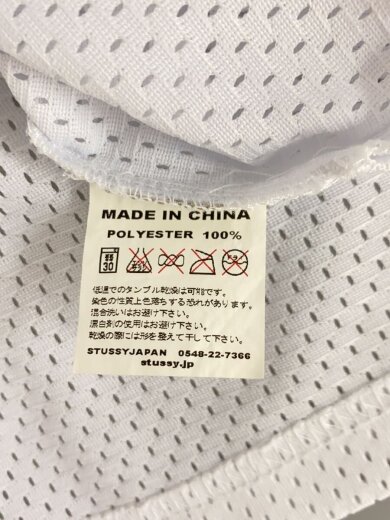 MADE IN CHINA
POLYESTER 100%
30
低温でのタンブル乾燥は可能です。
染色の性質上色落ちする恐れがあります。
混合洗いはお避け下さい。
漂白剤の使用はお避け下さい。
乾燥の際には形を整えて干して下さい。
STUSSYJAPAN 0548-22-7366
stussy.jp